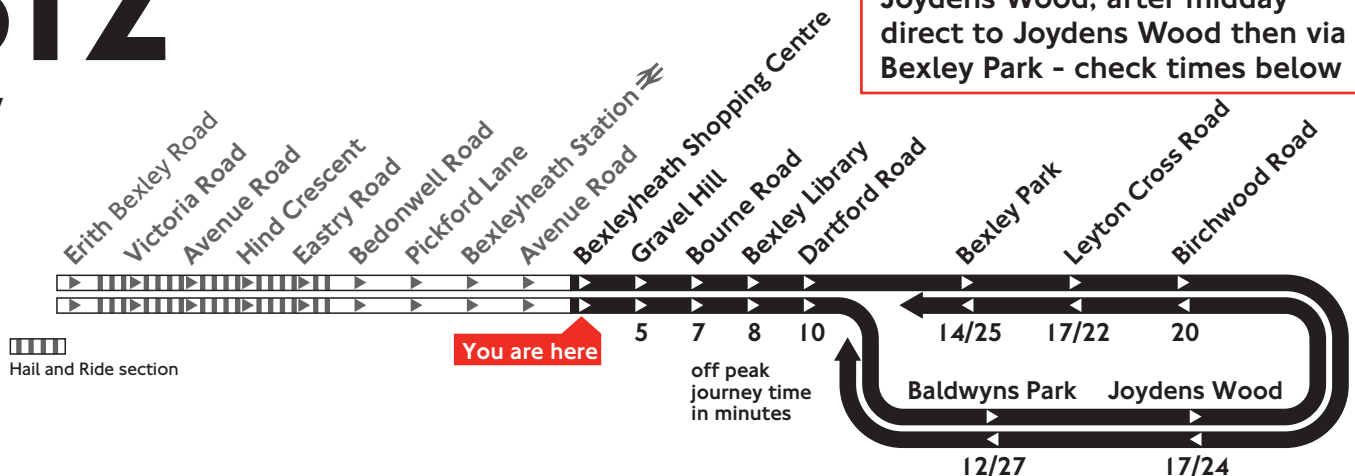 direct to Joydens Wood then via
Bexley Park - check times below
Erith Bexley Road
Victoria Road
Avenue Road
Hind Crescent
Eastry Road
Bedonwell Road
Pickford Lane
Bexleyheath Station
Avenue Road
Bexleyheath Shopping Centre
Gravel Hill
Bourne Road
Bexley Library
Dartford Road
Bexley Park
Leyton Cross Road
Birchwood Road
You are here
5
7
8
10
14/25
17/22
20
Hail and Ride section
off peak
journey time
in minutes
Baldwyns Park
Joydens Wood
12/27
17/24